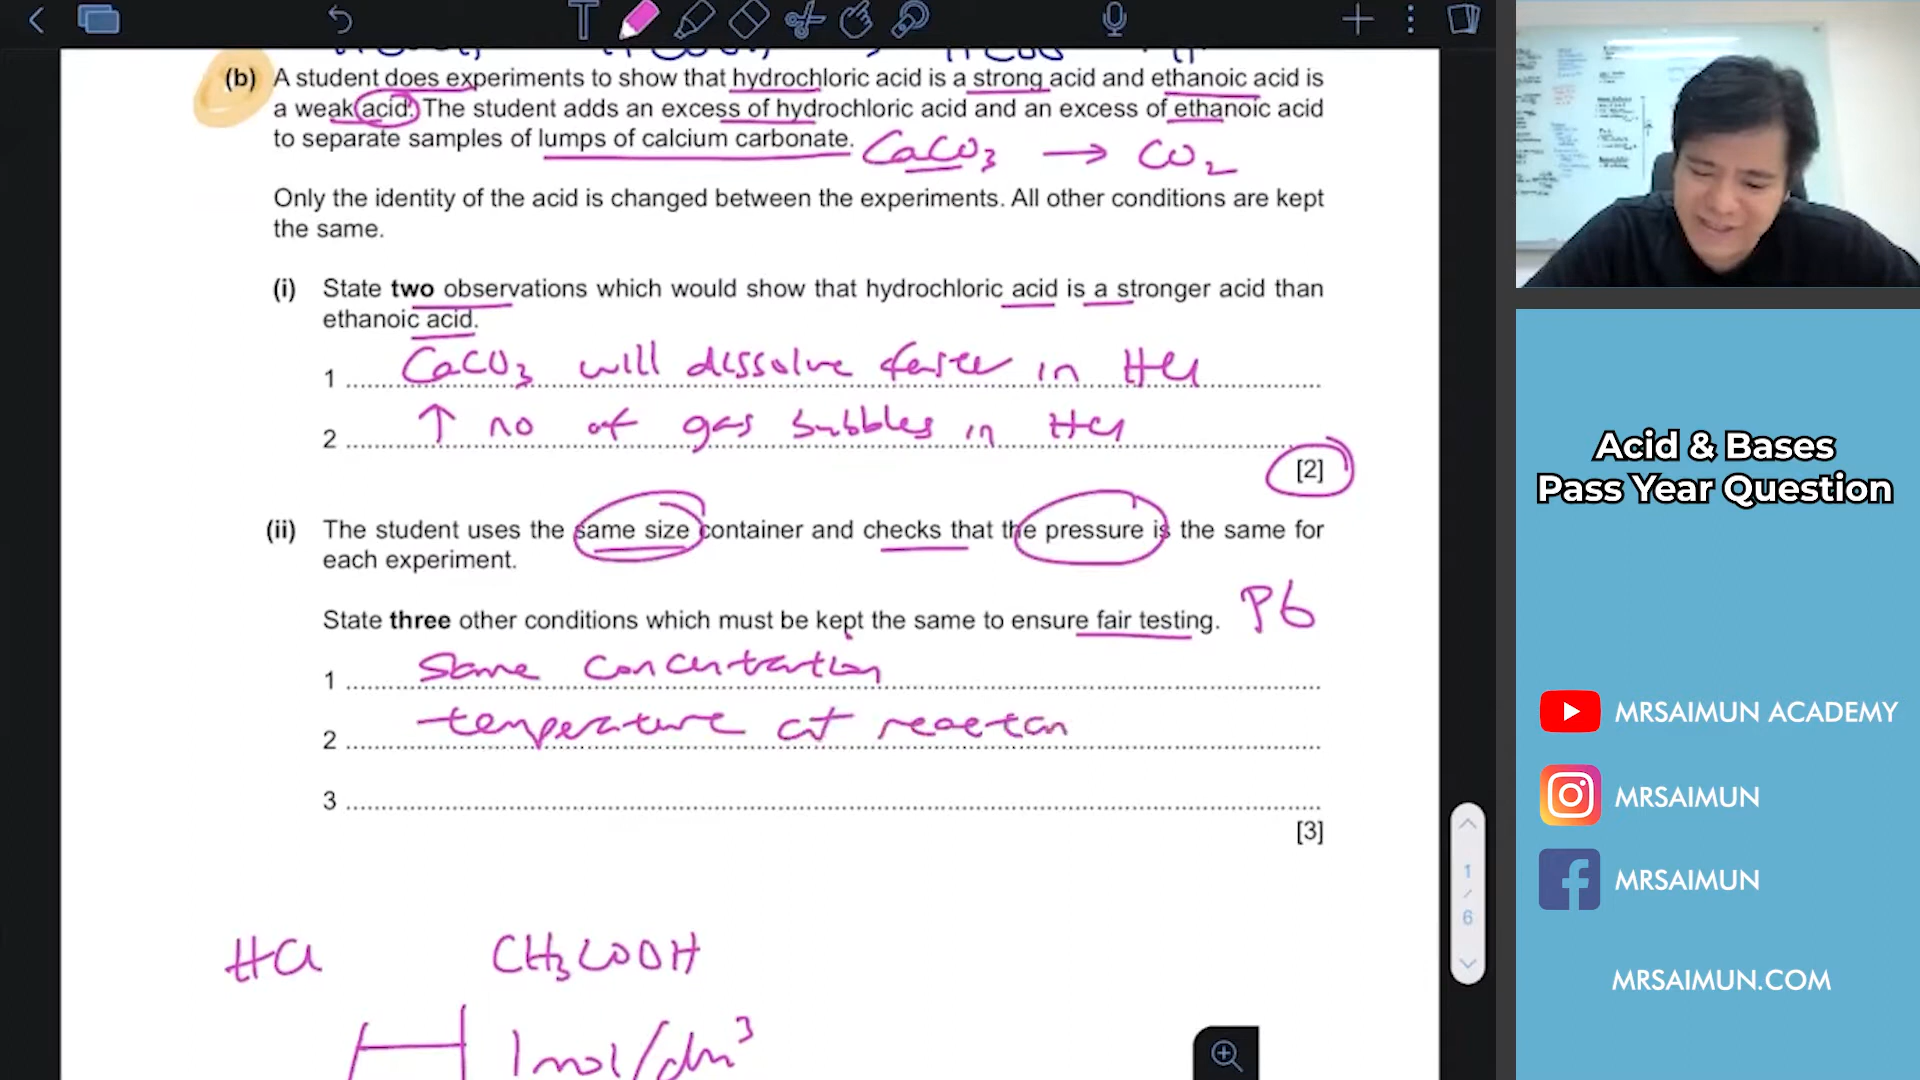 (b) A student does experiments to show that hydrochloric acid is a strong acid and ethanoic acid is
a weak acid. The student adds an excess of hydrochloric acid and an excess of ethanoic acid
to separate samples of lumps of calcium carbonate. CaCO3 → CO2
Only the identity of the acid is changed between the experiments. All other conditions are kept
the same.
(i) State two observations which would show that hydrochloric acid is a stronger acid than
ethanoic acid.
1 CaCO3 will dissolve faster in HCl
2 ↑ no of gas bubbles in HCl
[2]
(ii) The student uses the same size container and checks that the pressure is the same for
each experiment.
State three other conditions which must be kept the same to ensure fair testing. P6
1 Same concentration
2 temperature at reactan
3
[3]
HCl CH3COOH
1mol/dm3
Acid & Bases
Pass Year Question
MRSAIMUN ACADEMY
MRSAIMUN
MRSAIMUN
MRSAIMUN.COM
1
/
6